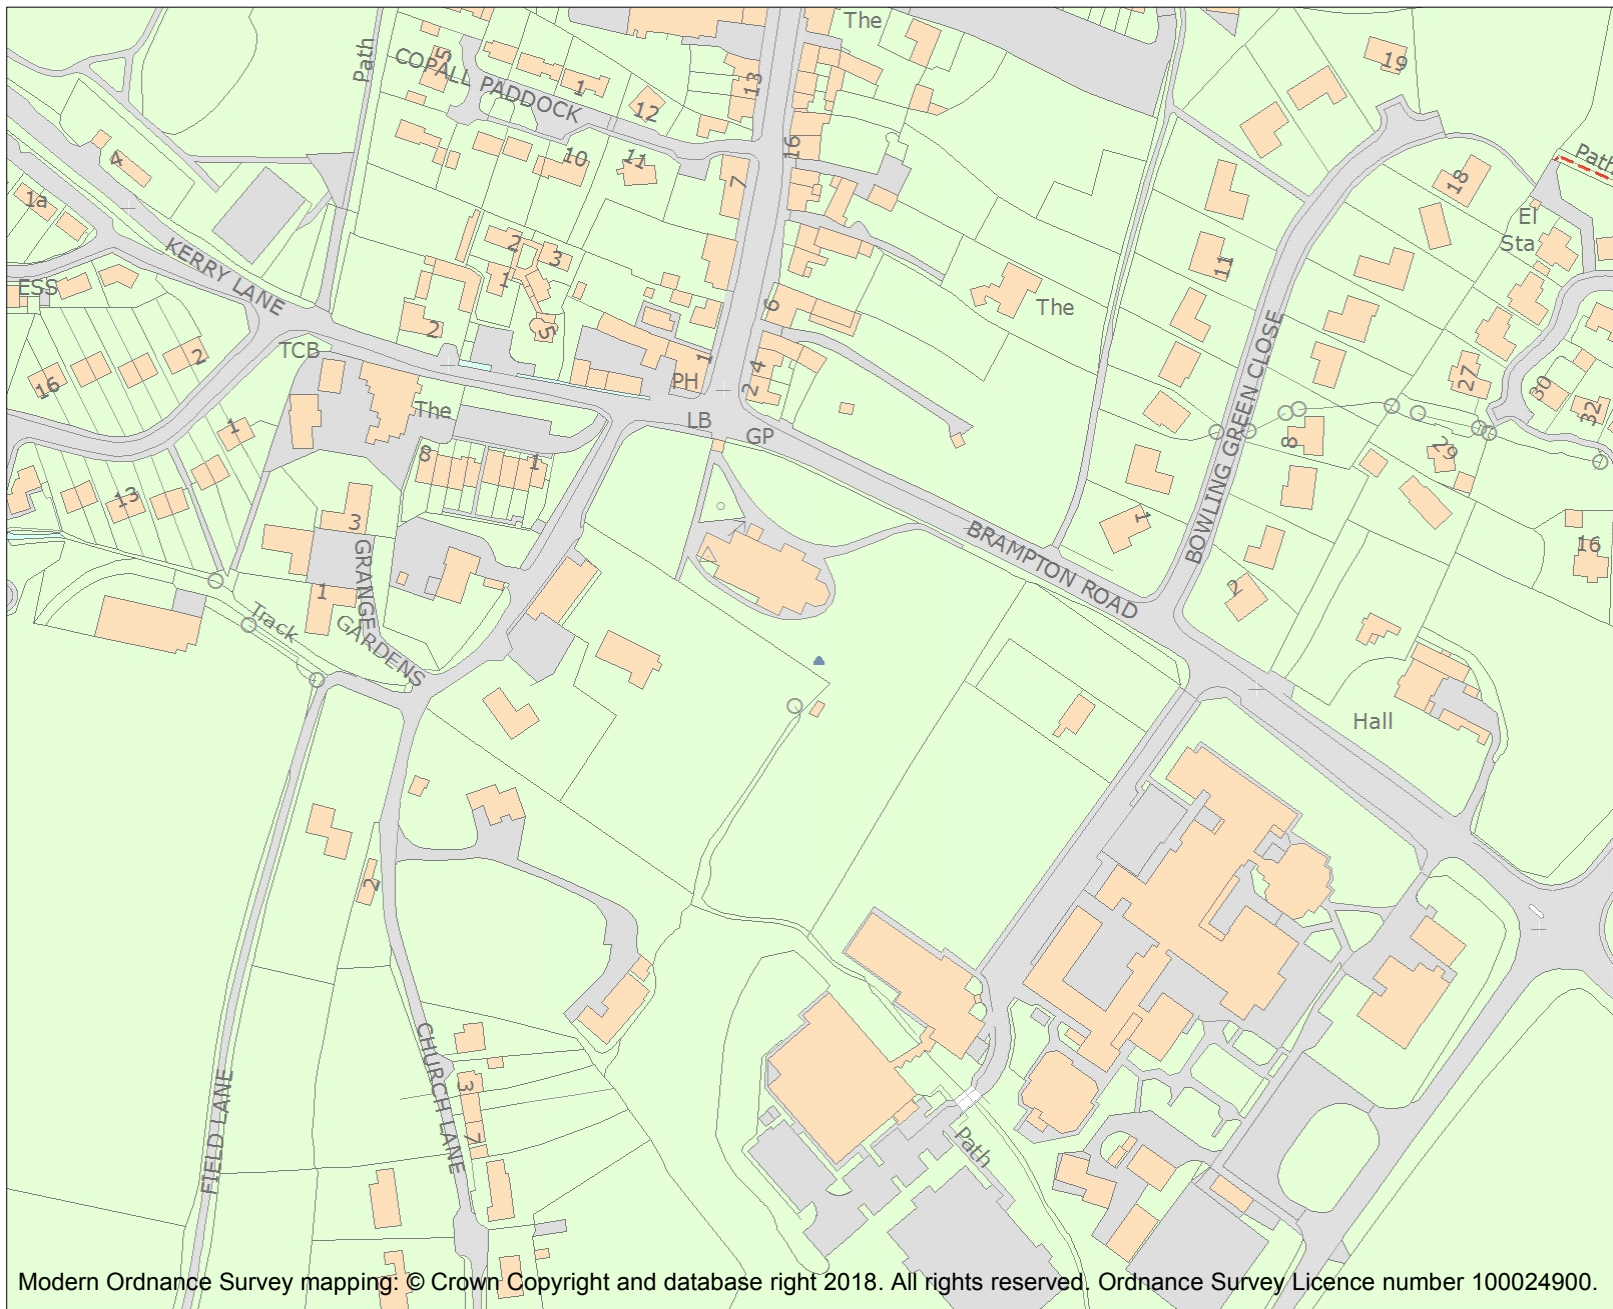 The
Path
COPALL PADDOCK
5
1
12
13
19
16
10
11
7
18
Path
4
1a
El
Sta
KERRY LANE
2
3
1
11
ESS
2
5
6
The
TCB
2
16
1
PH
2 4
LB
GP
The
BOWLING GREEN CLOSE
27
30
32
8
29
1
8
1
13
3
1
16
GRANGE
GARDENS
1
Track
BRAMPTON ROAD
2
Hall
2
CHURCH LANE
3
7
FIELD LANE
Path
Modern Ordnance Survey mapping: © Crown Copyright and database right 2018. All rights reserved. Ordnance Survey Licence number 100024900.